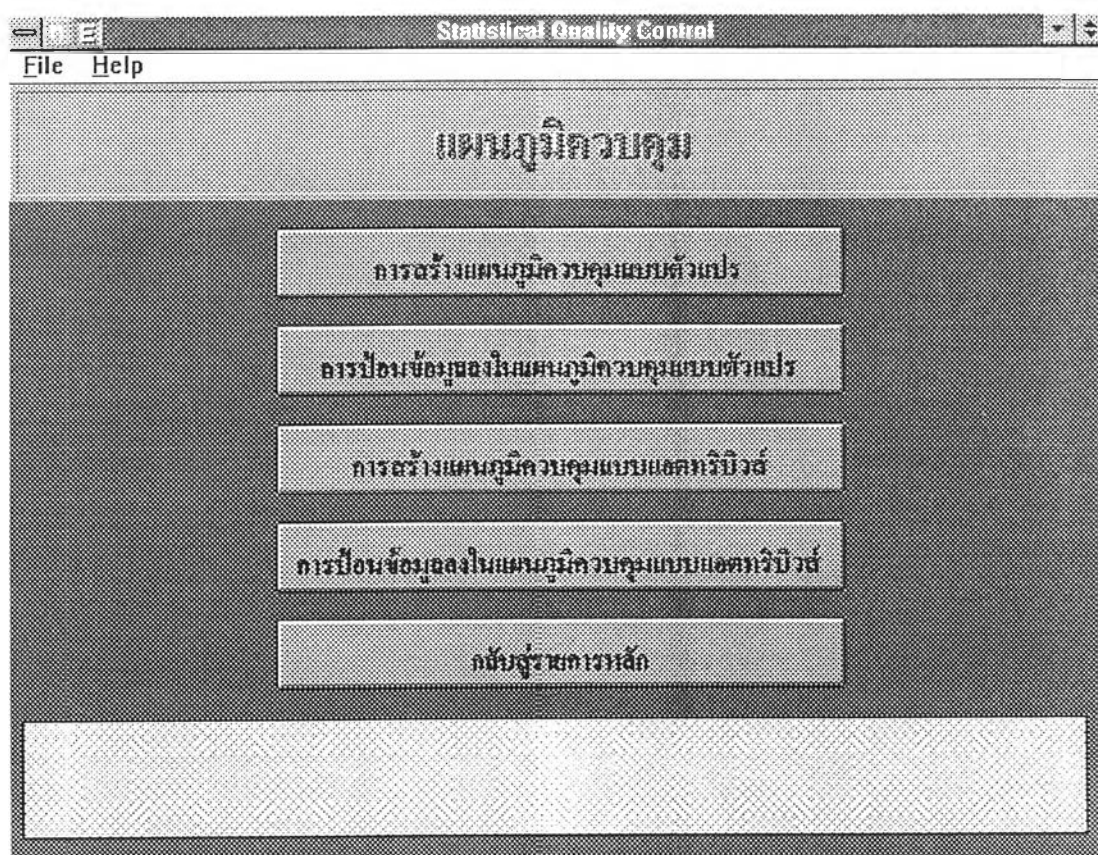 Statistical Quality Control
File Help
แผนภูมิควบคุม
การสร้างแผนภูมิควบคุมแบบตัวแปร
การป้อนข้อมูลลงในแผนภูมิควบคุมแบบตัวแปร
การสร้างแผนภูมิควบคุมแบบแอตทริบิวส์
การป้อนข้อมูลลงในแผนภูมิควบคุมแบบแอตทริบิวส์
กลับสู่รายการหลัก